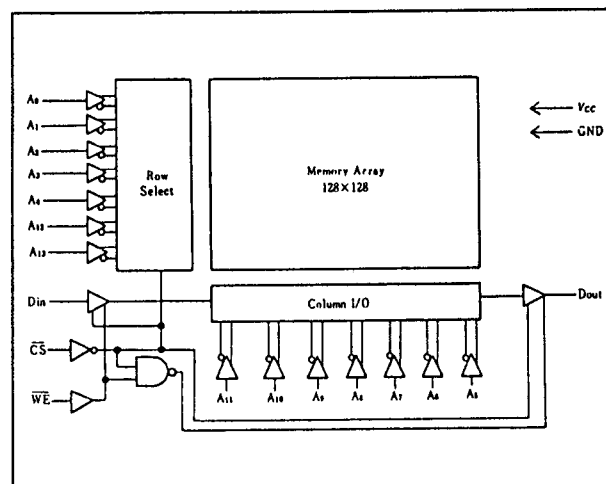 A0
A1
A2
A3
A4
A12
A13
Row
Select
Memory Array
128×128
VCC
GND
Din
Column I/O
Dout
CS
WE
A11
A10
A9
A6
A7
A8
A5